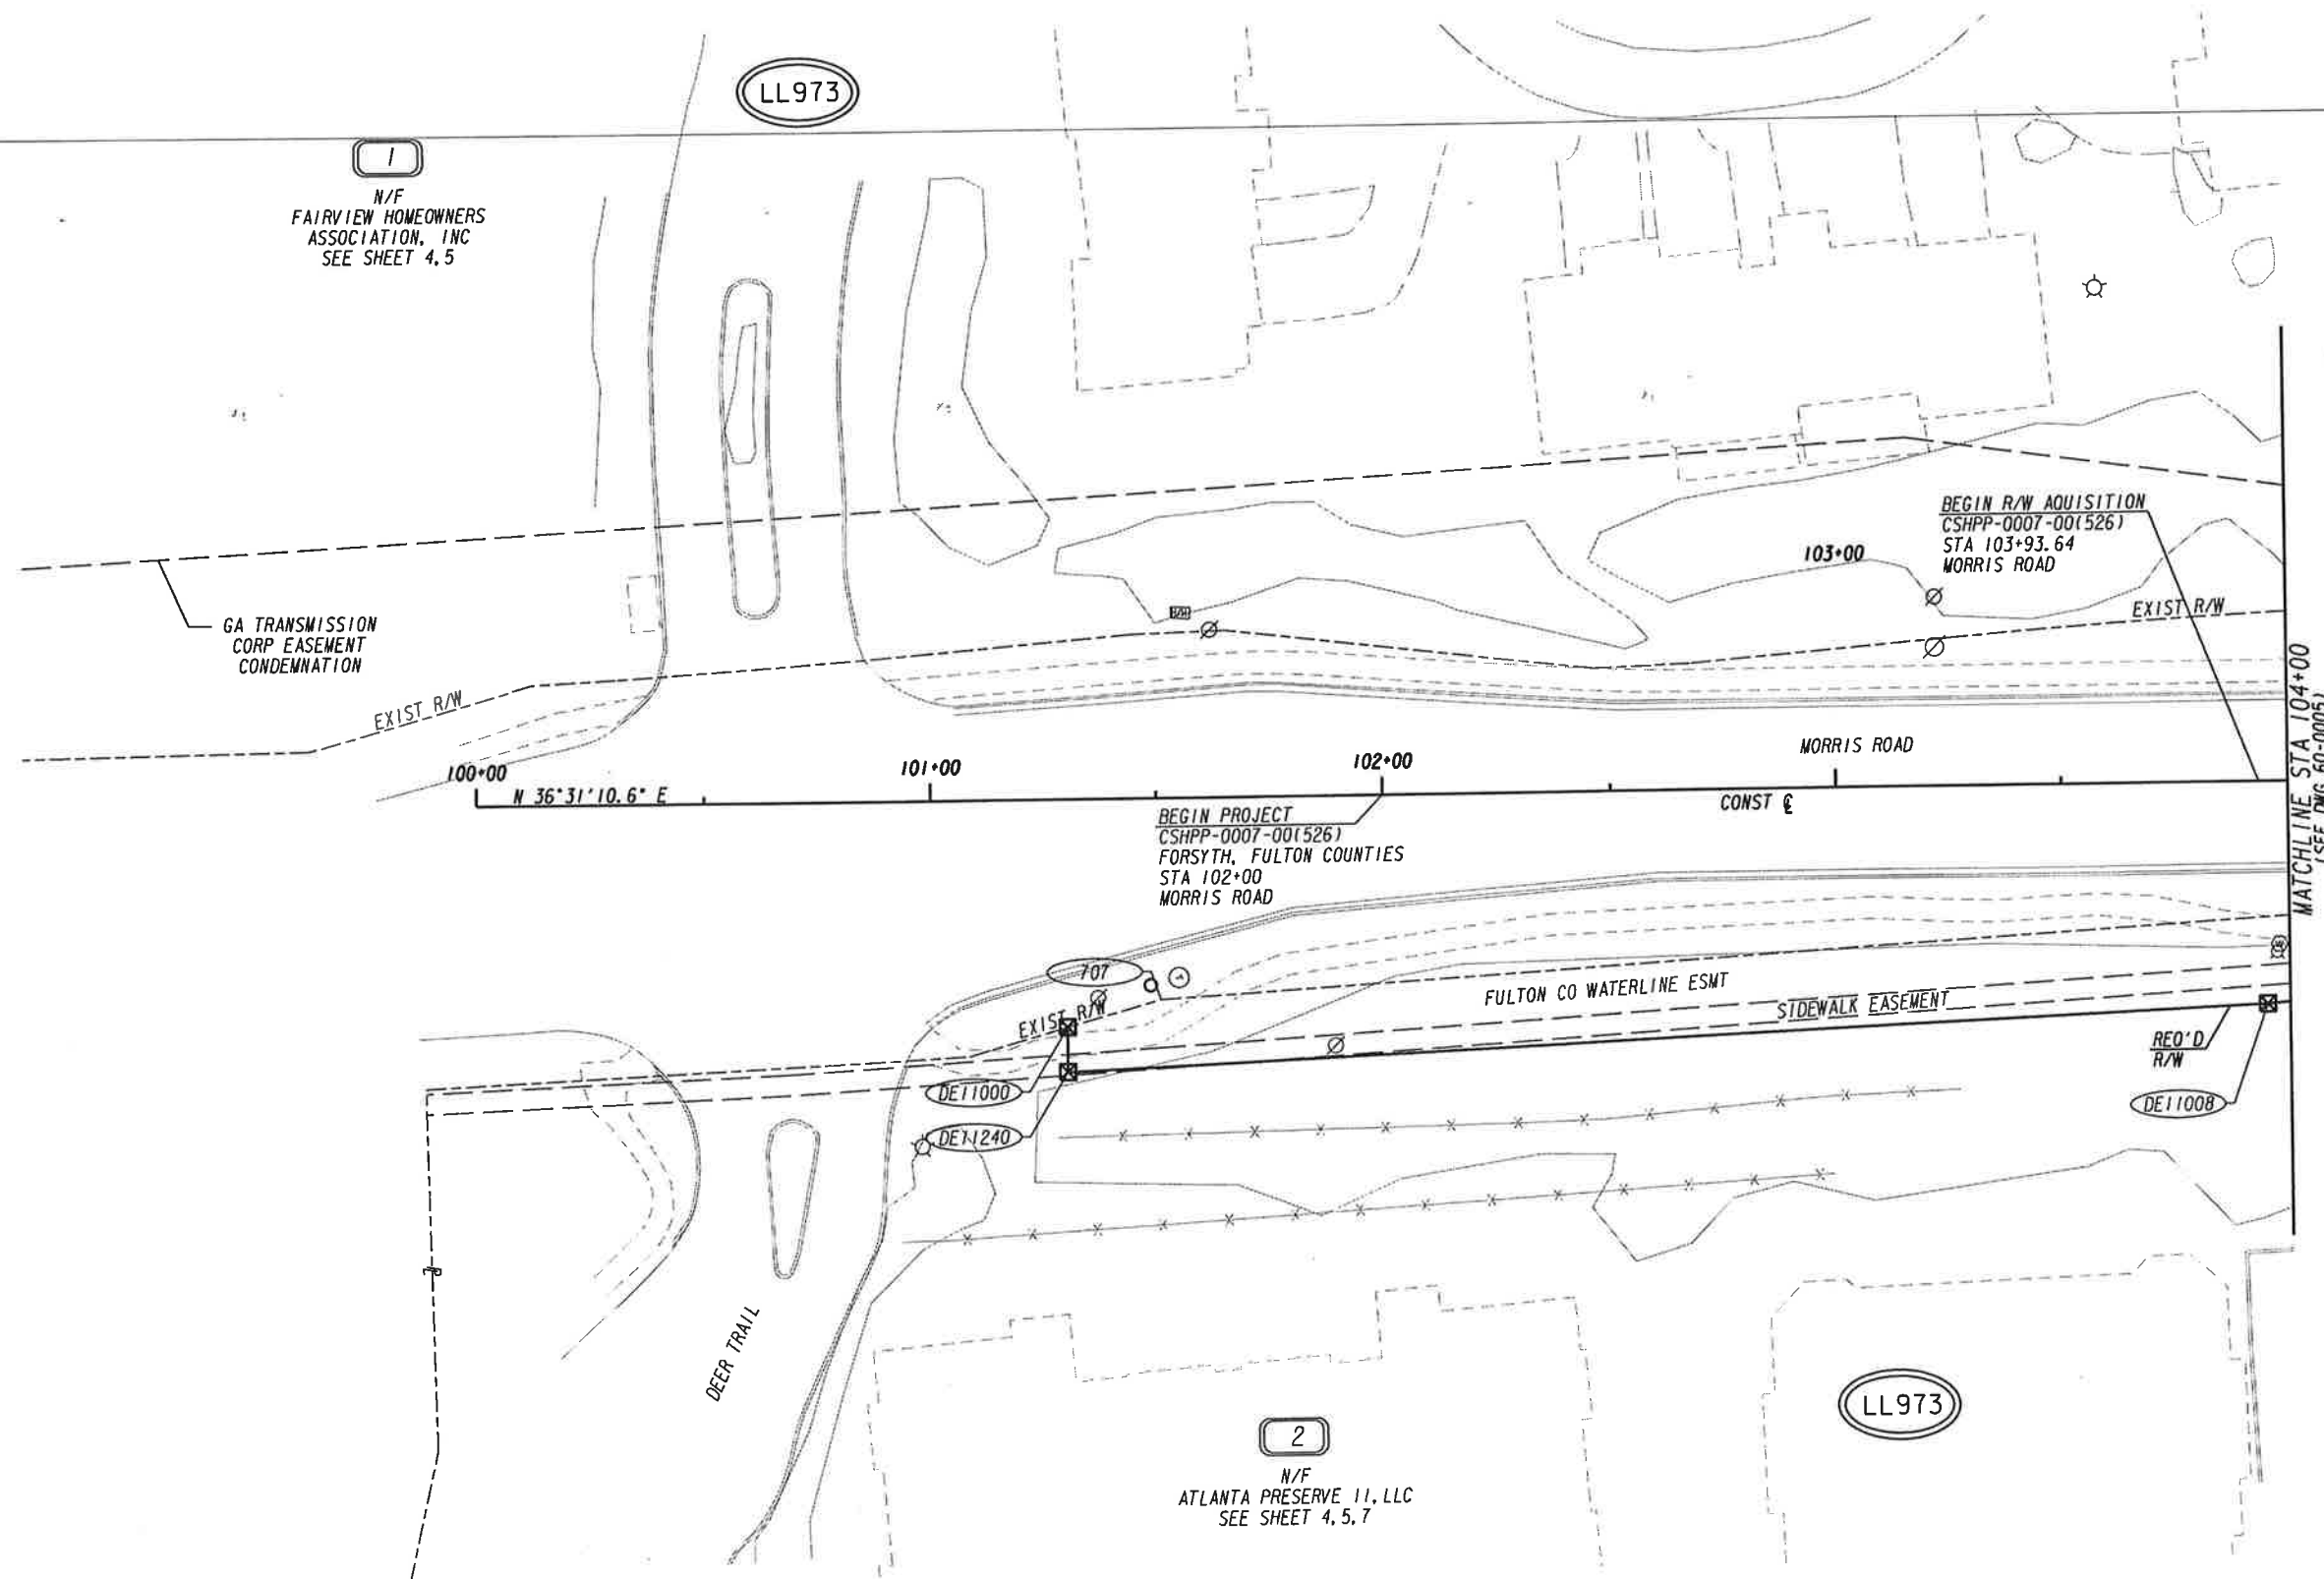 LL973
1
N/F
FAIRVIEW HOMEOWNERS
ASSOCIATION, INC
SEE SHEET 4,5
BEGIN R/W AQUISITION
CSHPP-0007-00(526)
STA 103+93.64
MORRIS ROAD
103+00
EXIST R/W
GA TRANSMISSION
CORP EASEMENT
CONDEMNATION
EXIST R/W
MATCHLINE STA 104+00
(SEE DWG 60-0005)
MORRIS ROAD
100+00
101+00
102+00
N 36°31'10.6" E
CONST ℄
BEGIN PROJECT
CSHPP-0007-00(526)
FORSYTH, FULTON COUNTIES
STA 102+00
MORRIS ROAD
707
EXIST R/W
FULTON CO WATERLINE ESMT
SIDEWALK EASEMENT
REQ'D
R/W
DE11000
DE11240
DE11008
DEER TRAIL
LL973
2
N/F
ATLANTA PRESERVE II, LLC
SEE SHEET 4,5,7